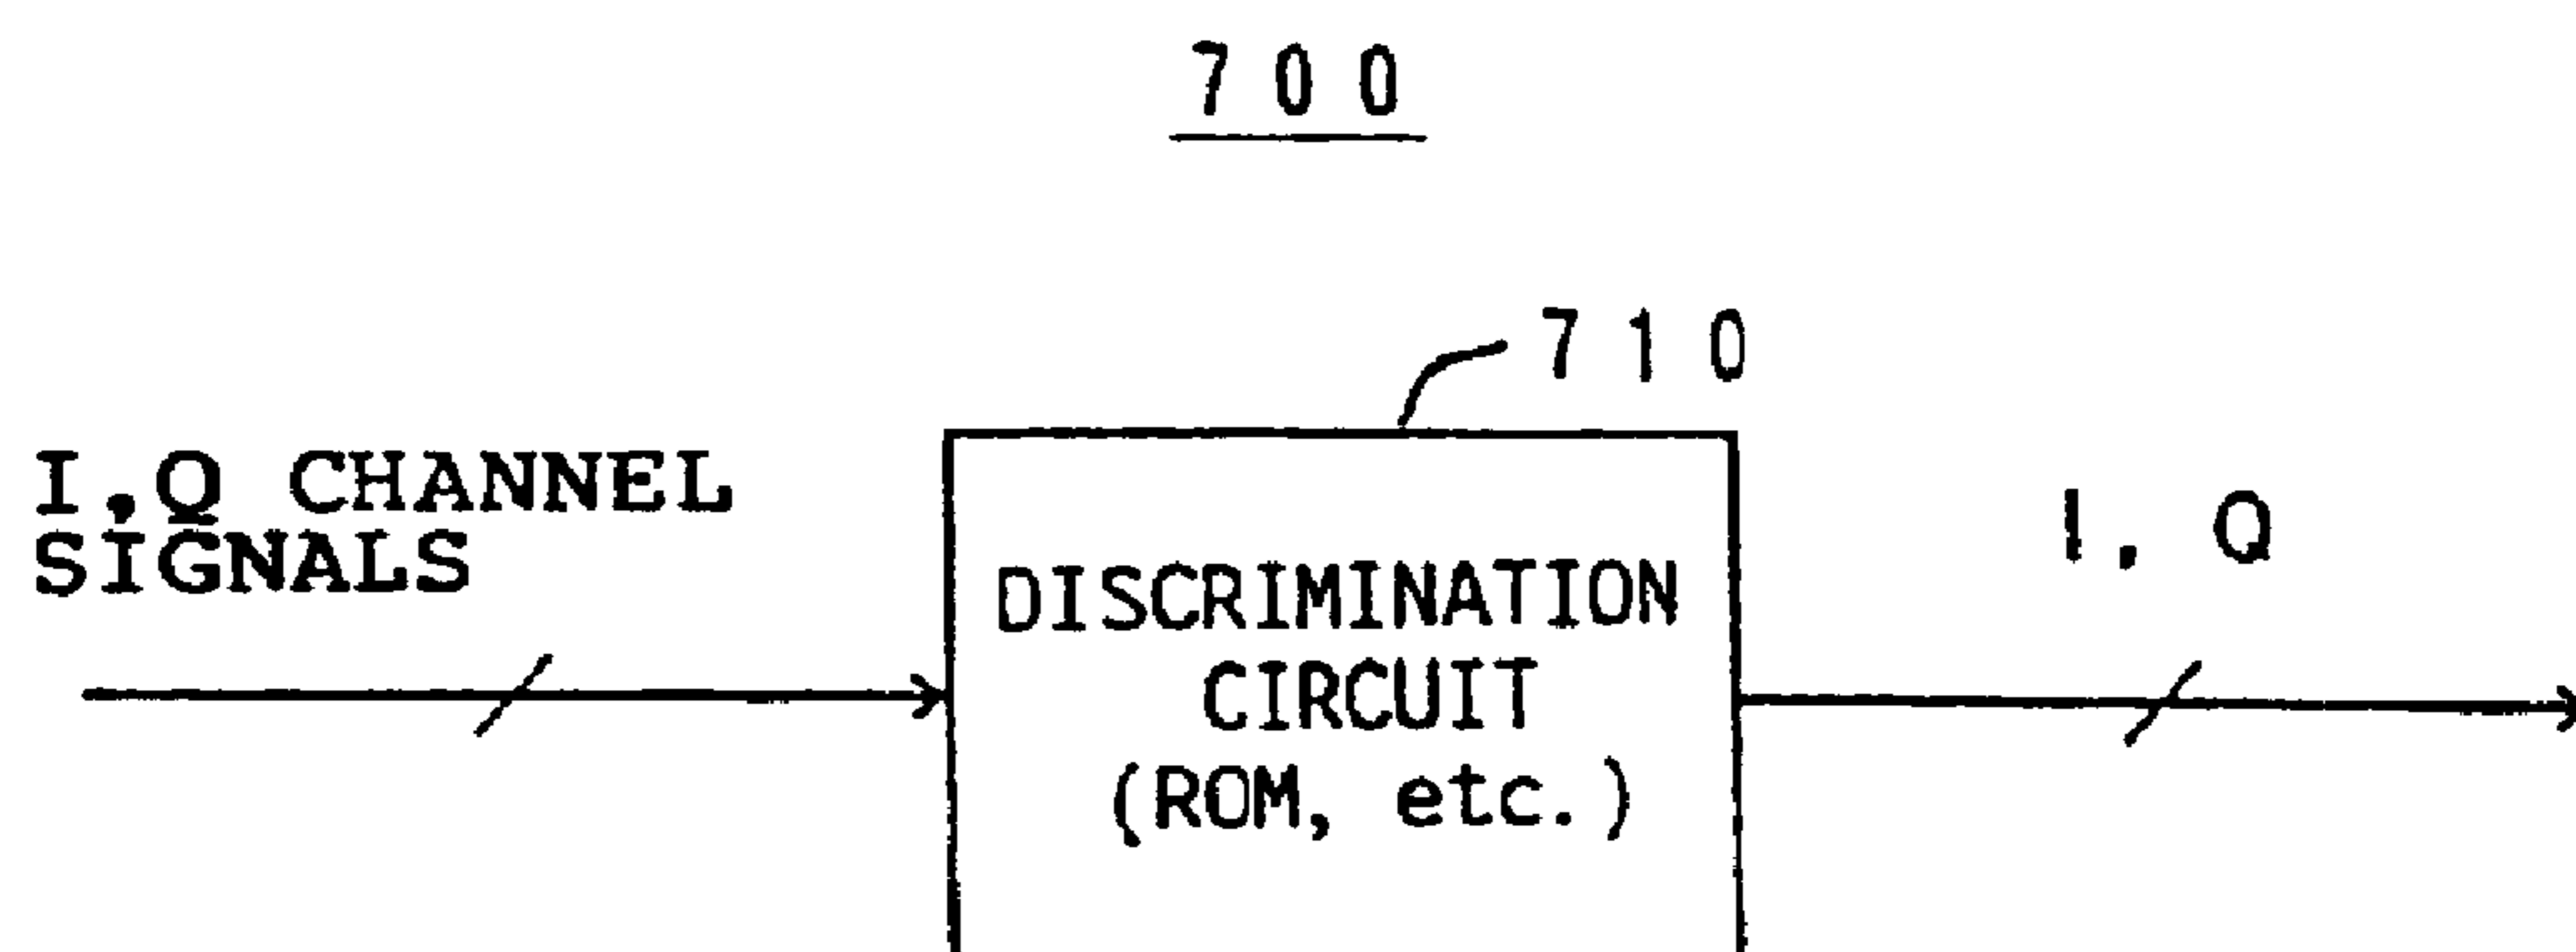 700
710
I,Q CHANNEL
SIGNALS
I, Q
DISCRIMINATION
CIRCUIT
(ROM, etc.)